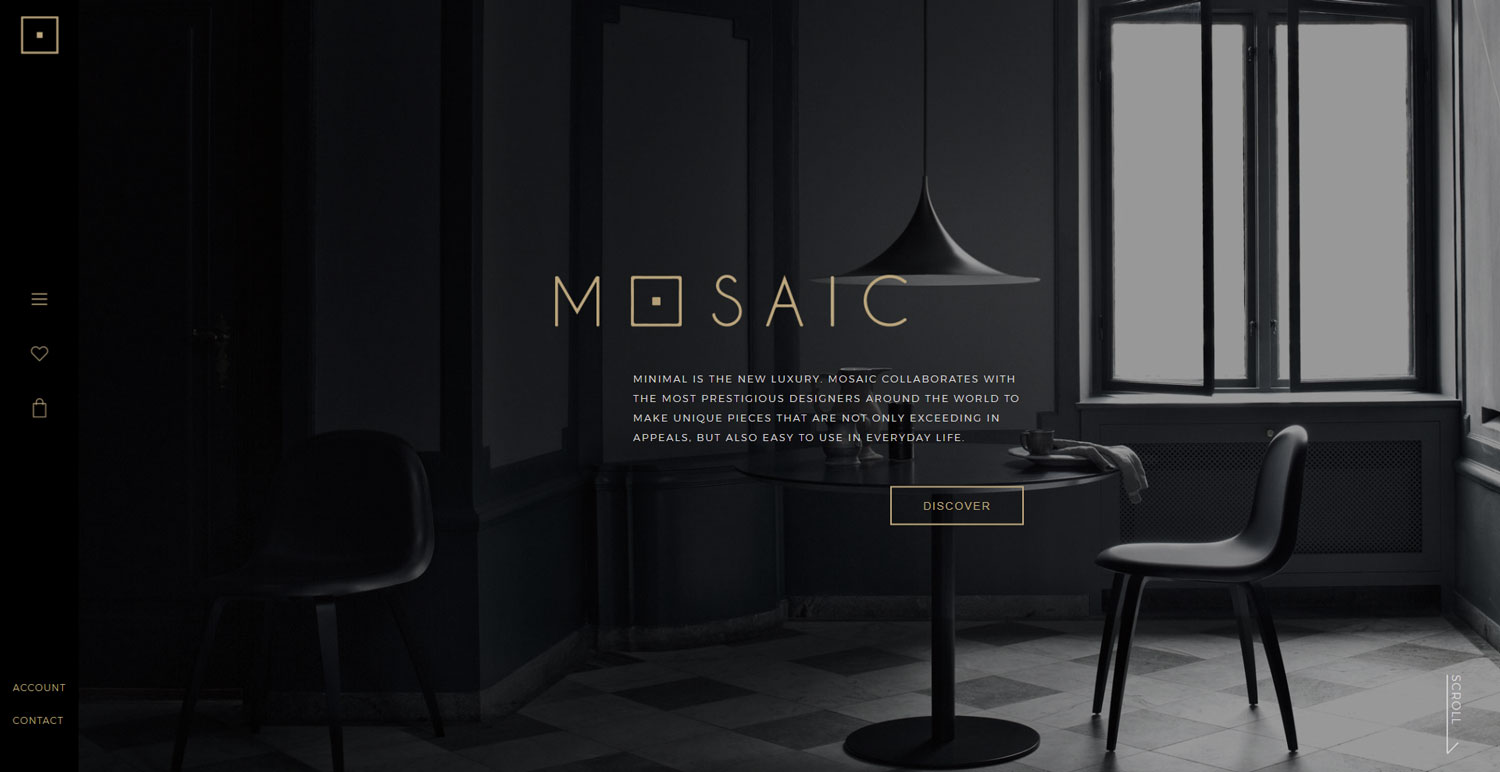 MOSAIC
MINIMAL IS THE NEW LUXURY. MOSAIC COLLABORATES WITH
THE MOST PRESTIGIOUS DESIGNERS AROUND THE WORLD TO
MAKE UNIQUE PIECES THAT ARE NOT ONLY EXCEEDING IN
APPEALS, BUT ALSO EASY TO USE IN EVERYDAY LIFE.
DISCOVER
ACCOUNT
CONTACT
SCROLL